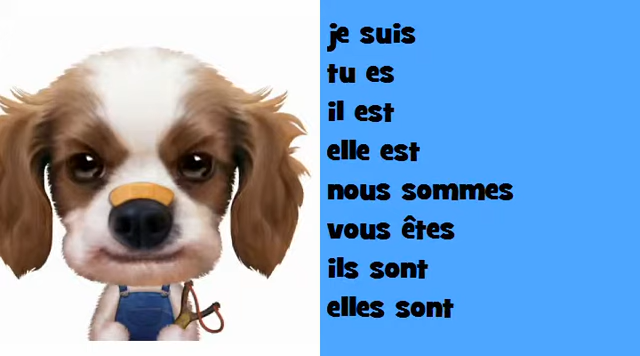 je suis
tu es
il est
elle est
nous sommes
vous êtes
ils sont
elles sont